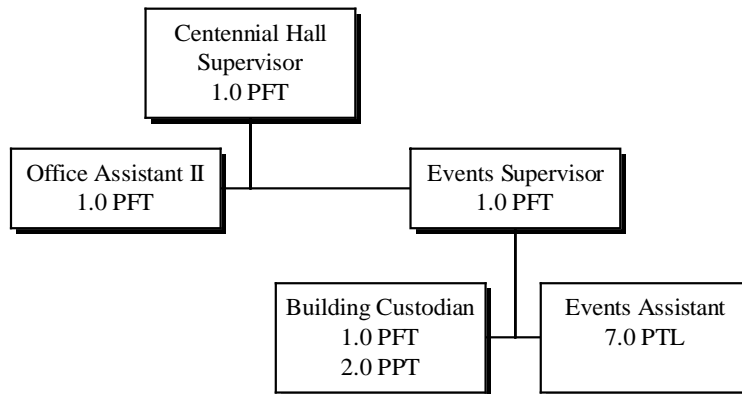 Centennial Hall
Supervisor
1.0 PFT
Office Assistant II
1.0 PFT
Events Supervisor
1.0 PFT
Building Custodian
1.0 PFT
2.0 PPT
Events Assistant
7.0 PTL